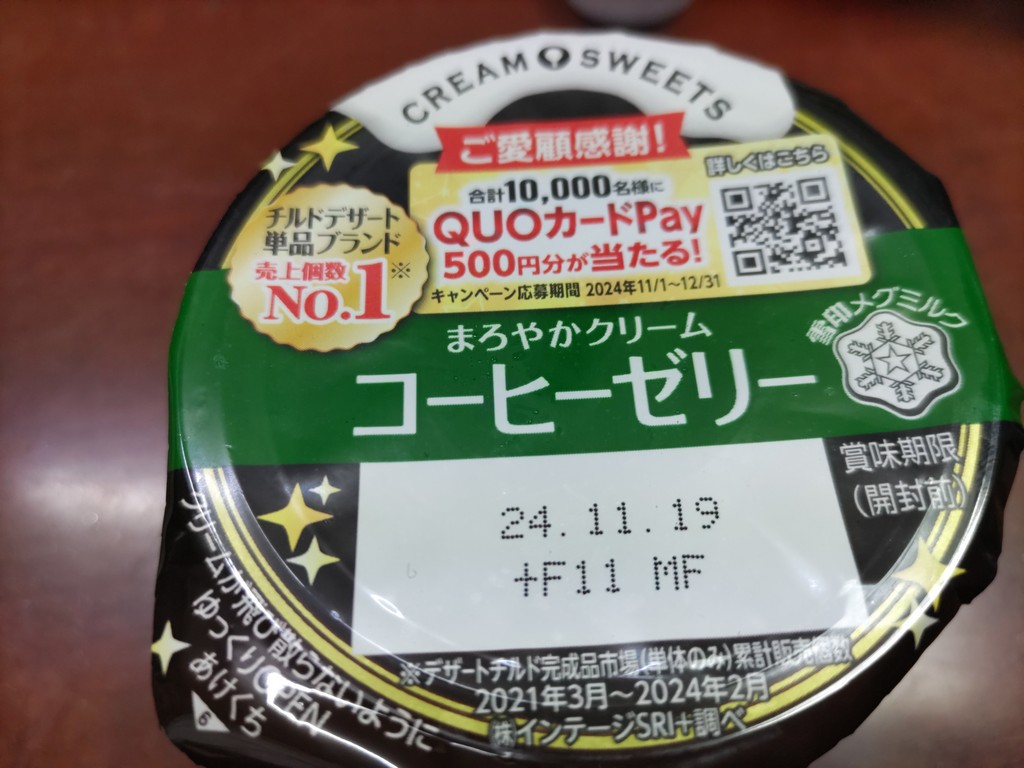 CREAM SWEETS
ご愛顧感謝!
詳しくはこちら
合計10,000名様に
QUOカードPay
500円分が当たる!
キャンペーン応募期間 2024年11/1~12/31
チルドデザート
単品ブランド
売上個数
No.1※
まろやかクリーム
コーヒーゼリー
雪印メグミルク
賞味期限
(開封前)
24.11.19
+F11 MF
※デザートチルド完成品市場(単体のみ)累計販売個数
2021年3月~2024年2月
㈱インテージSRI+調べ
クリームが飛び散らないように
ゆっくりOPEN
あけくち
6